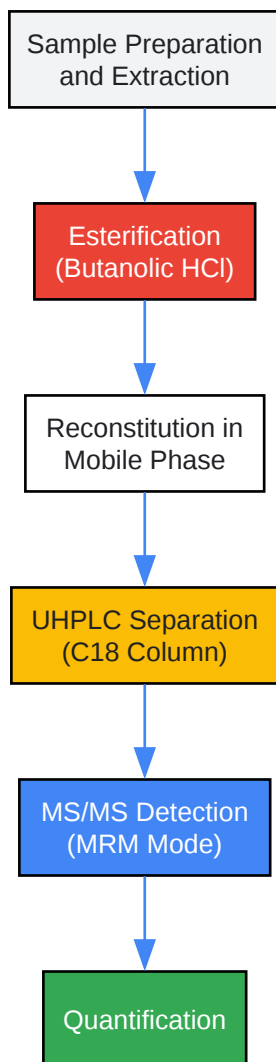 Sample Preparation
and Extraction
Esterification
(Butanolic HCl)
Reconstitution in
Mobile Phase
UHPLC Separation
(C18 Column)
MS/MS Detection
(MRM Mode)
Quantification